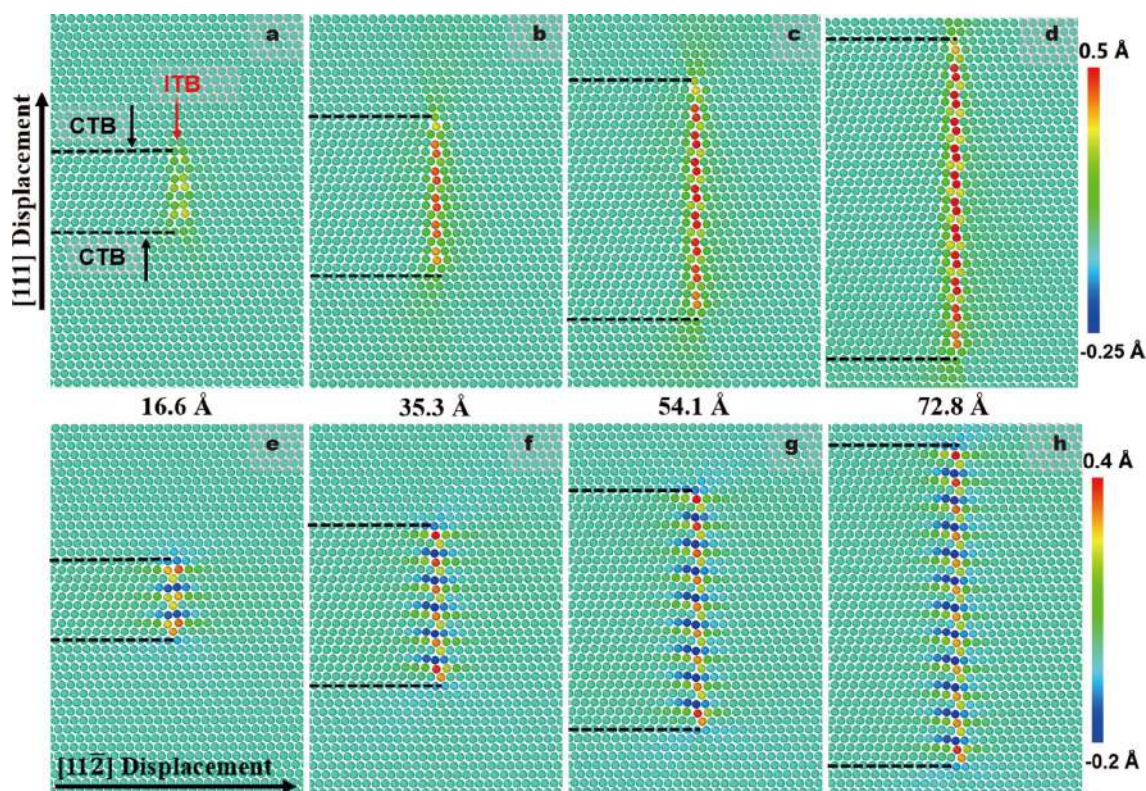 a
b
c
d
0.5 Å
ITB
CTB
CTB
[111] Displacement
-0.25 Å
16.6 Å
35.3 Å
54.1 Å
72.8 Å
e
f
g
h
0.4 Å
[112̅] Displacement
-0.2 Å